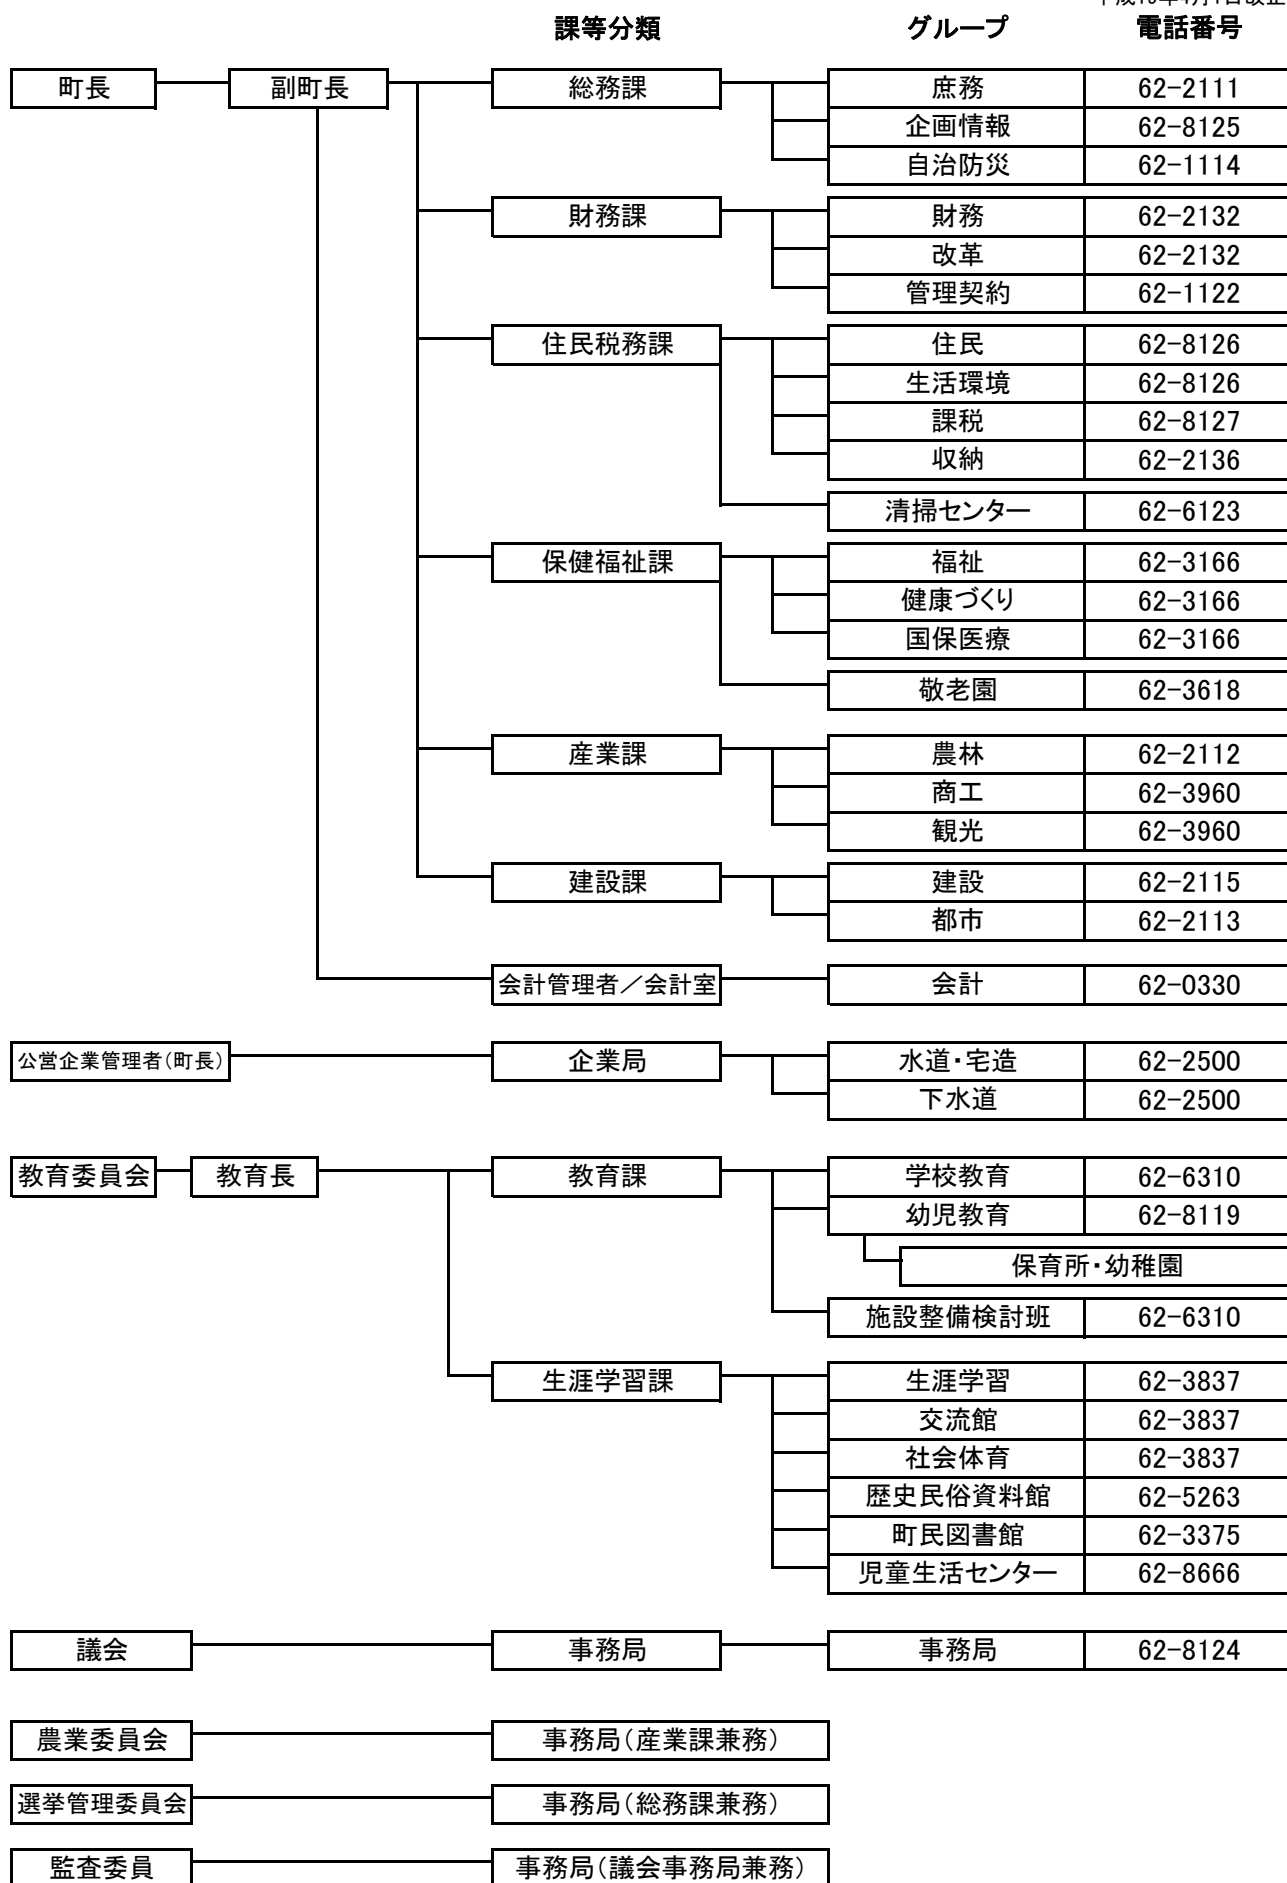 課等分類 グループ 電話番号
町長 副町長 総務課 庶務 62-2111
企画情報 62-8125
自治防災 62-1114
財務課 財務 62-2132
改革 62-2132
管理契約 62-1122
住民税務課 住民 62-8126
生活環境 62-8126
課税 62-8127
収納 62-2136
清掃センター 62-6123
保健福祉課 福祉 62-3166
健康づくり 62-3166
国保医療 62-3166
敬老園 62-3618
産業課 農林 62-2112
商工 62-3960
観光 62-3960
建設課 建設 62-2115
都市 62-2113
会計管理者／会計室 会計 62-0330
公営企業管理者(町長) 企業局 水道・宅造 62-2500
下水道 62-2500
教育委員会 教育長 教育課 学校教育 62-6310
幼児教育 62-8119
保育所・幼稚園
施設整備検討班 62-6310
生涯学習課 生涯学習 62-3837
交流館 62-3837
社会体育 62-3837
歴史民俗資料館 62-5263
町民図書館 62-3375
児童生活センター 62-8666
議会 事務局 事務局 62-8124
農業委員会 事務局(産業課兼務)
選挙管理委員会 事務局(総務課兼務)
監査委員 事務局(議会事務局兼務)